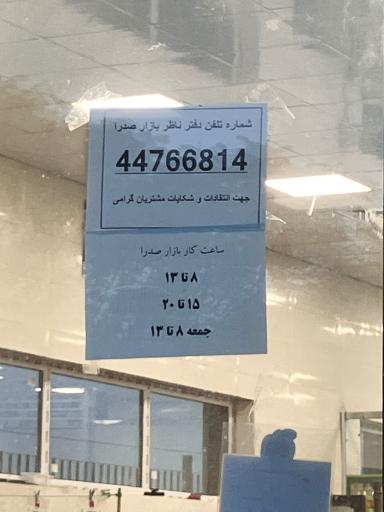 شماره تلفن دفتر ناظر بازار صدرا
44766814
جهت انتقادات و شکایات مشتریان گرامی
ساعت کار بازار صدرا
۸ تا ۱۳
۱۵ تا ۲۰
جمعه ۸ تا ۱۳